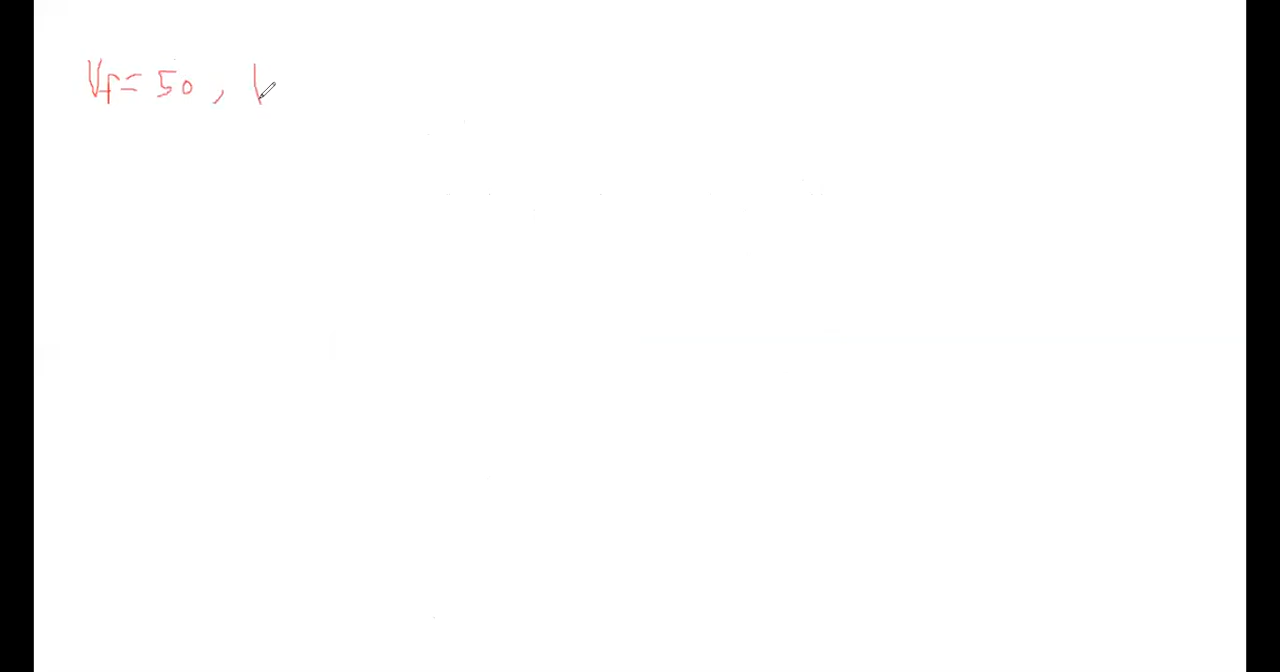 Vf = 50 ,